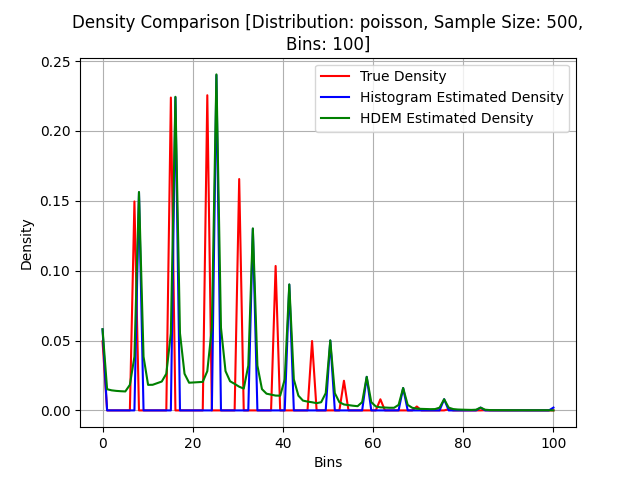 Density Comparison [Distribution: poisson, Sample Size: 500,
Bins: 100]
True Density
Histogram Estimated Density
HDEM Estimated Density
Density
0.25
0.20
0.15
0.10
0.05
0.00
0 20 40 60 80 100
Bins